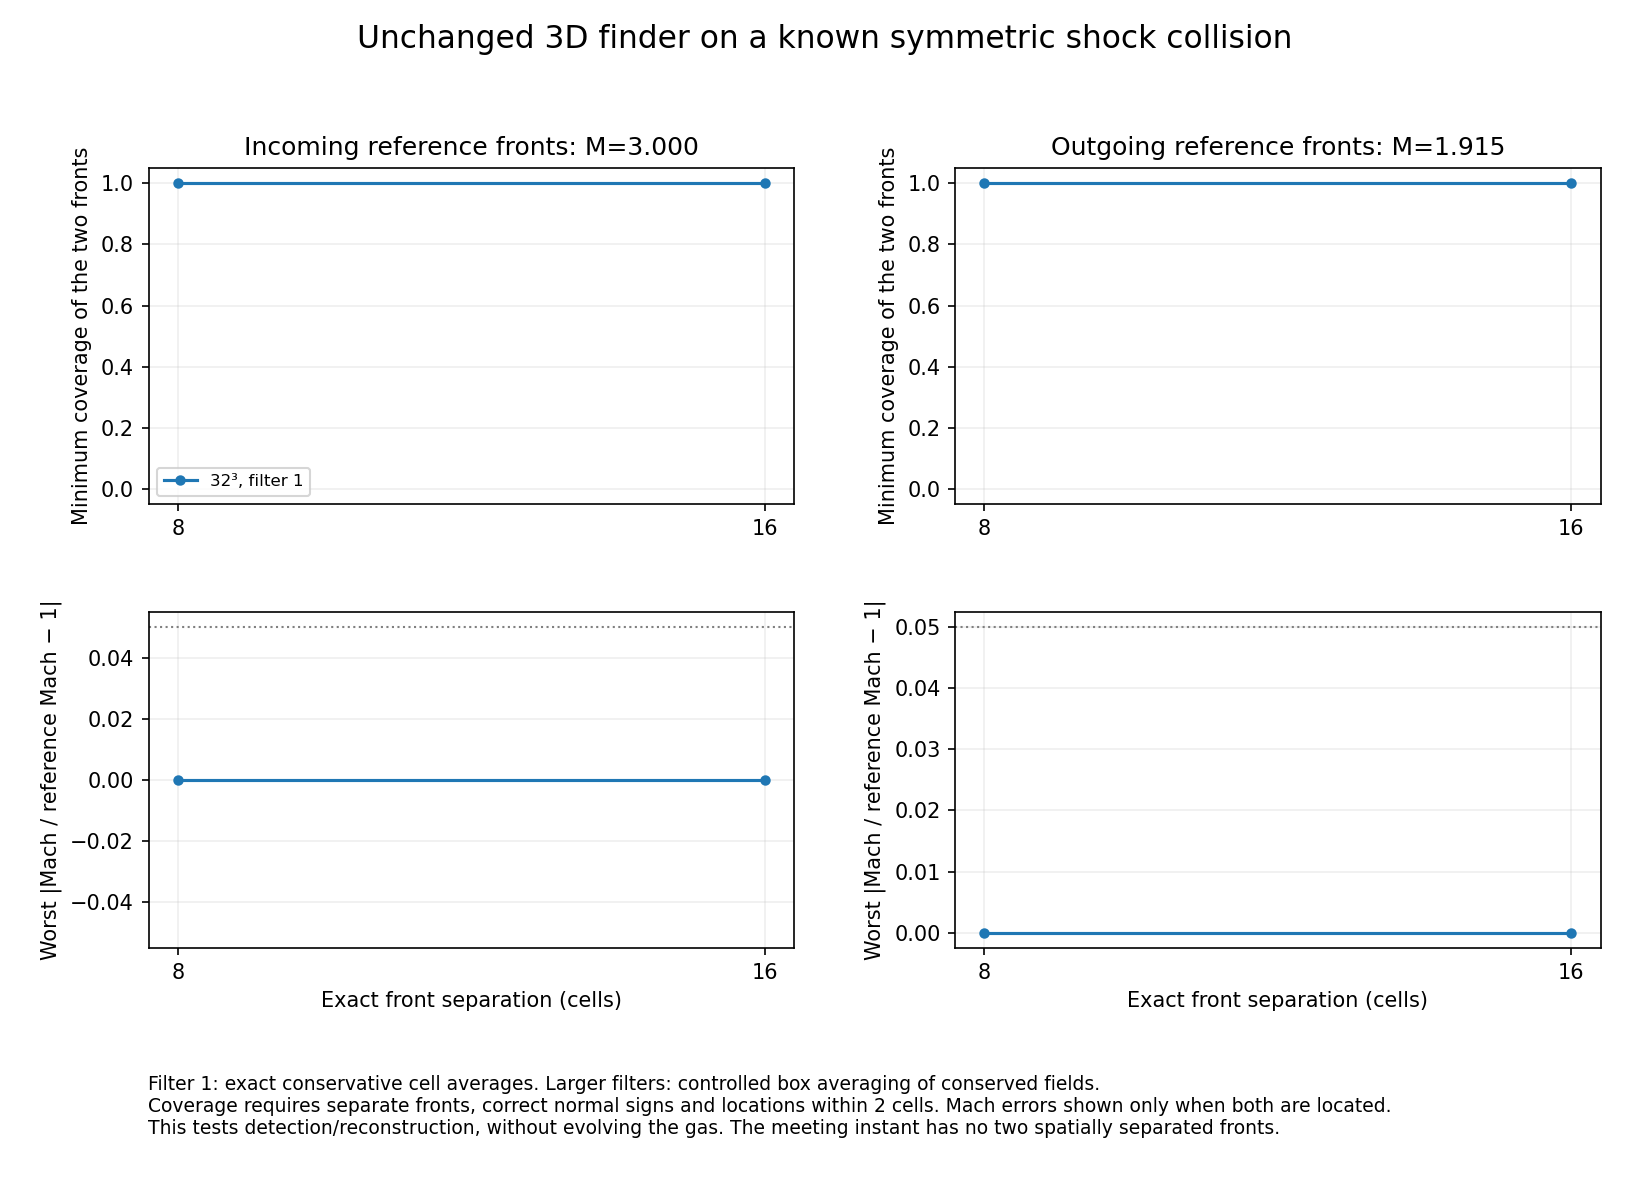 Unchanged 3D finder on a known symmetric shock collision
Incoming reference fronts: M=3.000
Minimum coverage of the two fronts
1.0
0.8
0.6
0.4
0.2
0.0
32³, filter 1
8
16
Outgoing reference fronts: M=1.915
Minimum coverage of the two fronts
1.0
0.8
0.6
0.4
0.2
0.0
8
16
Worst |Mach / reference Mach − 1|
0.04
0.02
0.00
−0.02
−0.04
8
16
Exact front separation (cells)
Worst |Mach / reference Mach − 1|
0.05
0.04
0.03
0.02
0.01
0.00
8
16
Exact front separation (cells)
Filter 1: exact conservative cell averages. Larger filters: controlled box averaging of conserved fields.
Coverage requires separate fronts, correct normal signs and locations within 2 cells. Mach errors shown only when both are located.
This tests detection/reconstruction, without evolving the gas. The meeting instant has no two spatially separated fronts.